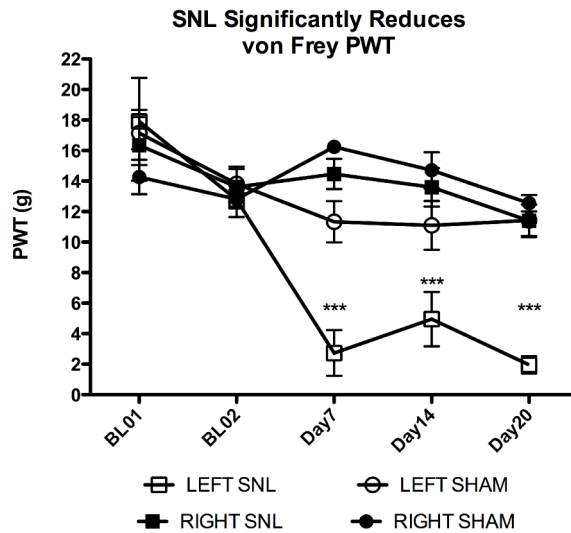 SNL Significantly Reduces
von Frey PWT
PWT (g)
22
20
18
16
14
12
10
8
6
4
2
0
***
***
***
BL01
BL02
Day7
Day14
Day20
LEFT SNL
LEFT SHAM
RIGHT SNL
RIGHT SHAM